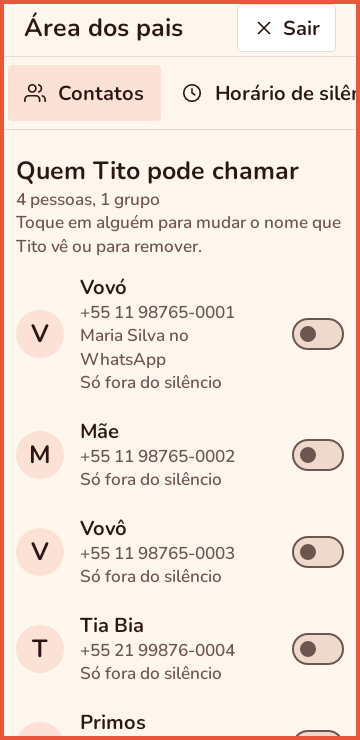 Área dos pais
Sair
Contatos
Horário de silên
Quem Tito pode chamar
4 pessoas, 1 grupo
Toque em alguém para mudar o nome que
Tito vê ou para remover.
Vovó
V
+55 11 98765-0001
Maria Silva no
WhatsApp
Só fora do silêncio
Mãe
M
+55 11 98765-0002
Só fora do silêncio
Vovô
V
+55 11 98765-0003
Só fora do silêncio
Tia Bia
T
+55 21 99876-0004
Só fora do silêncio
Primos